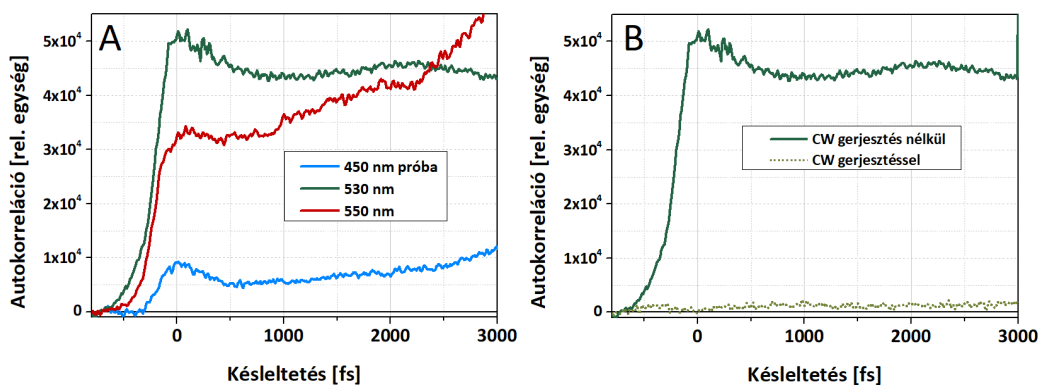 A
Autokorreláció [rel. egység]
5x10⁴
4x10⁴
3x10⁴
2x10⁴
1x10⁴
0
450 nm próba
530 nm
550 nm
0
1000
2000
3000
Késleltetés [fs]
B
Autokorreláció [rel. egység]
5x10⁴
4x10⁴
3x10⁴
2x10⁴
1x10⁴
0
CW gerjesztés nélkül
CW gerjesztéssel
0
1000
2000
3000
Késleltetés [fs]